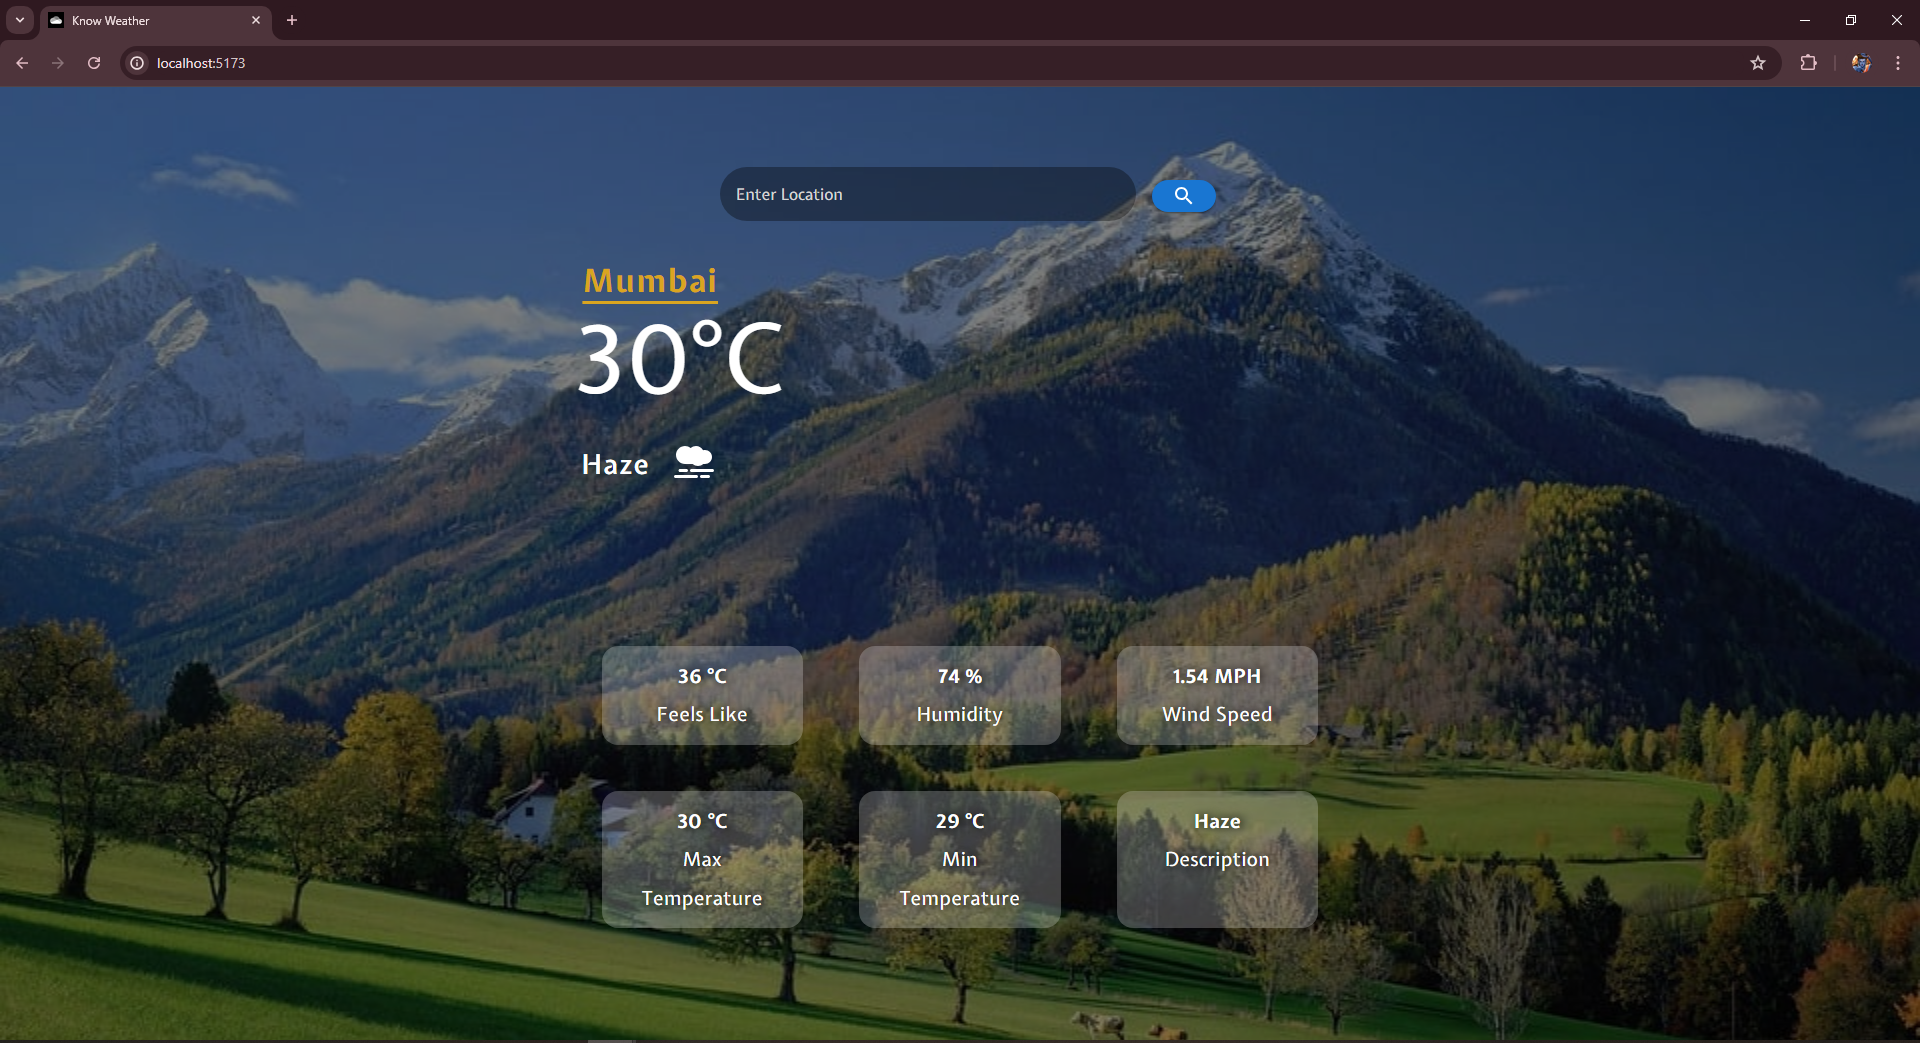 Know Weather
localhost:5173
Enter Location
Mumbai
30°C
Haze
36 °C
Feels Like
74 %
Humidity
1.54 MPH
Wind Speed
30 °C
Max
Temperature
29 °C
Min
Temperature
Haze
Description